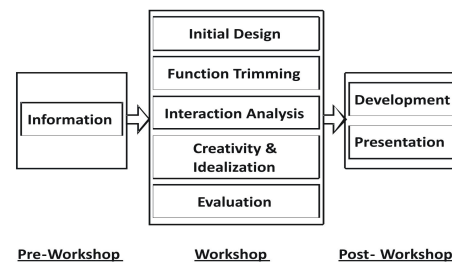 Initial Design
Function Trimming
Information
Interaction Analysis
Creativity &
Idealization
Evaluation
Development
Presentation
Pre-Workshop
Workshop
Post- Workshop